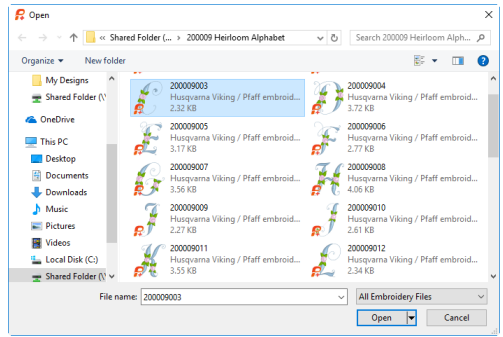 Open
« Shared Folder (... › 200009 Heirloom Alphabet
Search 200009 Heirloom Alph...
Organize
New folder
My Designs
Shared Folder (\\
OneDrive
This PC
Desktop
Documents
Downloads
Music
Pictures
Videos
Local Disk (C:)
Shared Folder (\\
200009003
Husqvarna Viking / Pfaff embroid...
2.32 KB
200009004
Husqvarna Viking / Pfaff embroid...
3.72 KB
200009005
Husqvarna Viking / Pfaff embroid...
3.17 KB
200009006
Husqvarna Viking / Pfaff embroid...
2.77 KB
200009007
Husqvarna Viking / Pfaff embroid...
3.56 KB
200009008
Husqvarna Viking / Pfaff embroid...
4.06 KB
200009009
Husqvarna Viking / Pfaff embroid...
2.27 KB
200009010
Husqvarna Viking / Pfaff embroid...
2.61 KB
200009011
Husqvarna Viking / Pfaff embroid...
3.55 KB
200009012
Husqvarna Viking / Pfaff embroid...
2.34 KB
File name: 200009003
All Embroidery Files
Open
Cancel